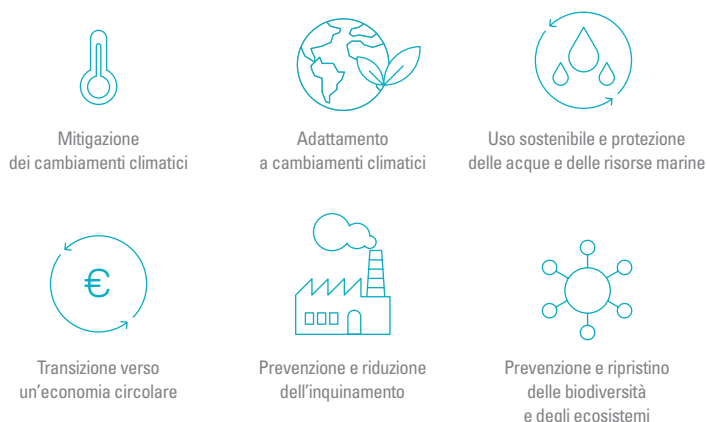 Mitigazione
dei cambiamenti climatici
Adattamento
a cambiamenti climatici
Uso sostenibile e protezione
delle acque e delle risorse marine
€
Transizione verso
un'economia circolare
Prevenzione e riduzione
dell'inquinamento
Prevenzione e ripristino
delle biodiversità
e degli ecosistemi